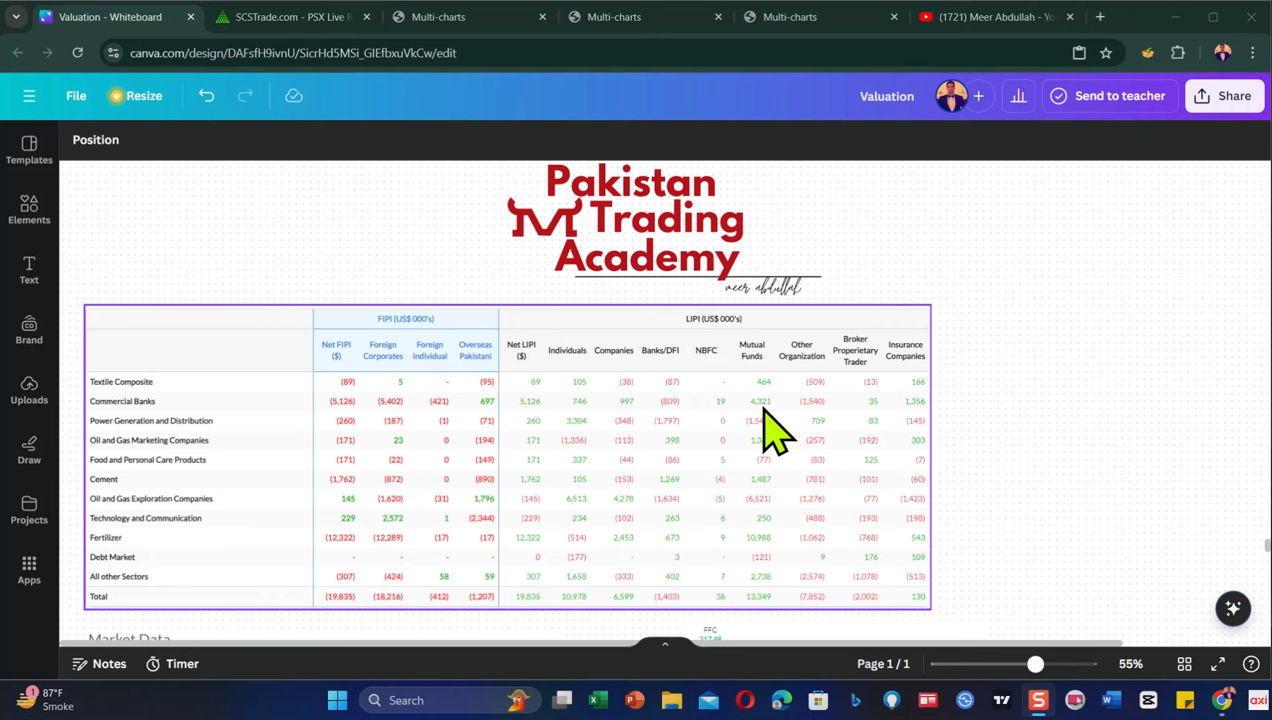 Valuation - Whiteboard
SCSTrade.com - PSX Live R
Multi-charts
Multi-charts
Multi-charts
(1721) Meer Abdullah - Yo
canva.com/design/DAFsfH9ivnU/SicrHd5MSi_GIEfbxuVkCw/edit
File
Resize
Valuation
Send to teacher
Share
Position
Templates
Elements
Text
Brand
Uploads
Draw
Projects
Apps
Pakistan
Trading
Academy
meer abdullah
FIPI (US$ 000's) LIPI (US$ 000's)
Net FIPI ($) Foreign Corporates Foreign Individual Overseas Pakistani Net LIPI ($) Individuals Companies Banks/DFI NBFC Mutual Funds Other Organization Broker Properietary Trader Insurance Companies
Textile Composite (89) 5 - (95) 89 105 (38) (87) - 464 (509) (13) 166
Commercial Banks (5,126) (5,402) (421) 697 5,126 746 997 (809) 19 4,321 (1,540) 35 1,356
Power Generation and Distribution (260) (187) (1) (71) 260 3,304 (348) (1,797) 0 709 83 (145)
Oil and Gas Marketing Companies (171) 23 0 (194) 171 (1,336) (113) 398 0 (257) (192) 303
Food and Personal Care Products (171) (22) 0 (149) 171 337 (44) (86) 5 (77) (83) 125 (7)
Cement (1,762) (872) 0 (890) 1,762 105 (153) 1,269 (4) 1,487 (781) (101) (60)
Oil and Gas Exploration Companies 145 (1,620) (31) 1,796 (145) 6,513 4,278 (1,634) (5) (6,521) (1,276) (77) (1,423)
Technology and Communication 229 2,572 1 (2,344) (229) 234 (102) 263 6 250 (488) (193) (198)
Fertilizer (12,322) (12,289) (17) (17) 12,322 (514) 2,453 673 9 10,988 (1,062) (768) 543
Debt Market - - - - 0 (177) - 3 (121) 9 176 109
All other Sectors (307) (424) 58 59 307 1,658 (333) 402 7 2,738 (2,574) (1,078) (513)
Total (19,835) (18,216) (412) (1,207) 19,835 10,978 6,599 (1,403) 36 13,349 (7,852) (2,002) 130
Market Data
FFC
217.48
Notes
Timer
Page 1 / 1
55%
1
87°F
Smoke
Search
axi